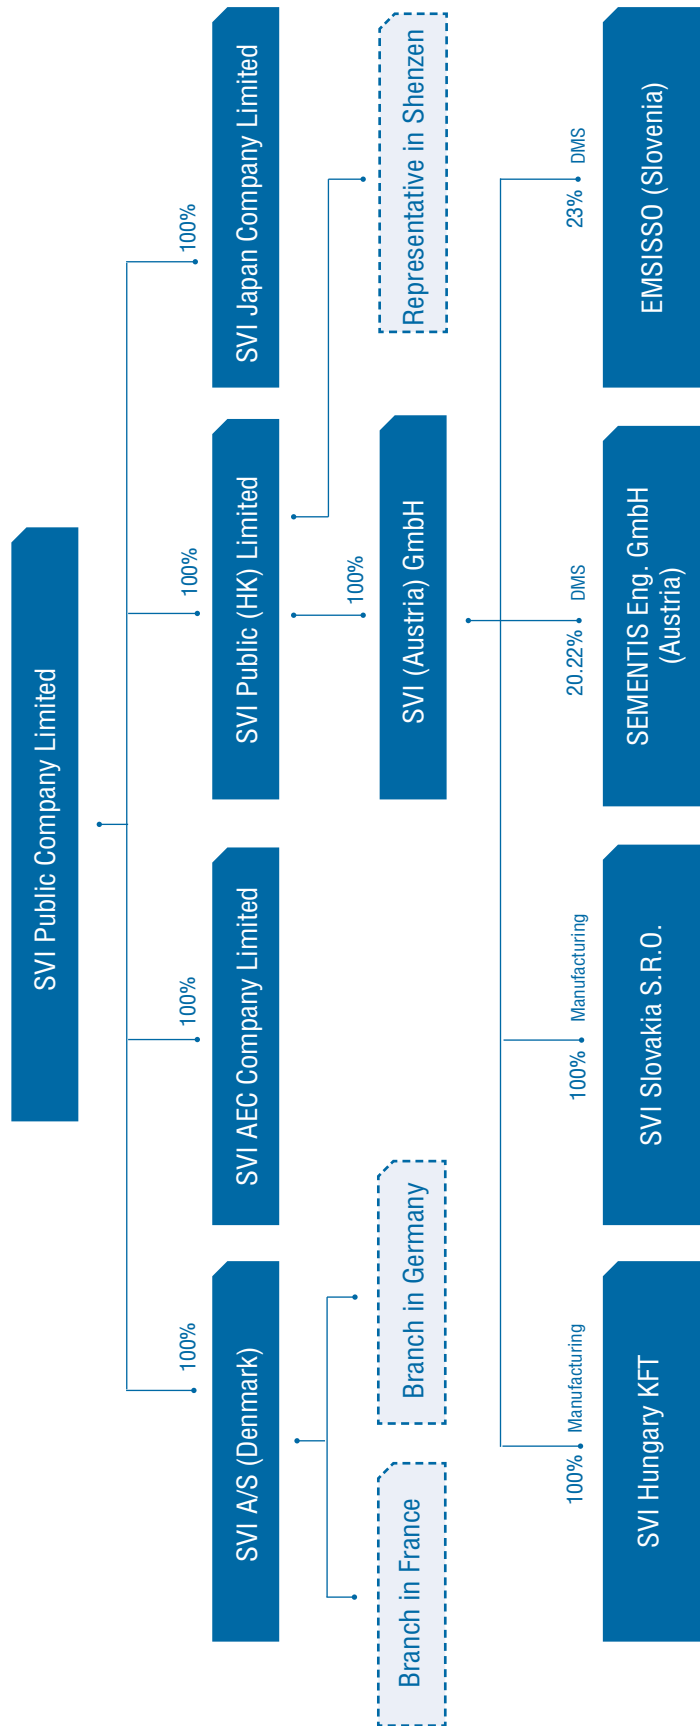 SVI Public Company Limited
100%
100%
100%
100%
SVI A/S (Denmark)
SVI AEC Company Limited
SVI Public (HK) Limited
SVI Japan Company Limited
100%
Branch in France
Branch in Germany
SVI (Austria) GmbH
Representative in Shenzen
100% Manufacturing
100% Manufacturing
20.22% DMS
23% DMS
SVI Hungary KFT
SVI Slovakia S.R.O.
SEMENTIS Eng. GmbH
(Austria)
EMSISSO (Slovenia)